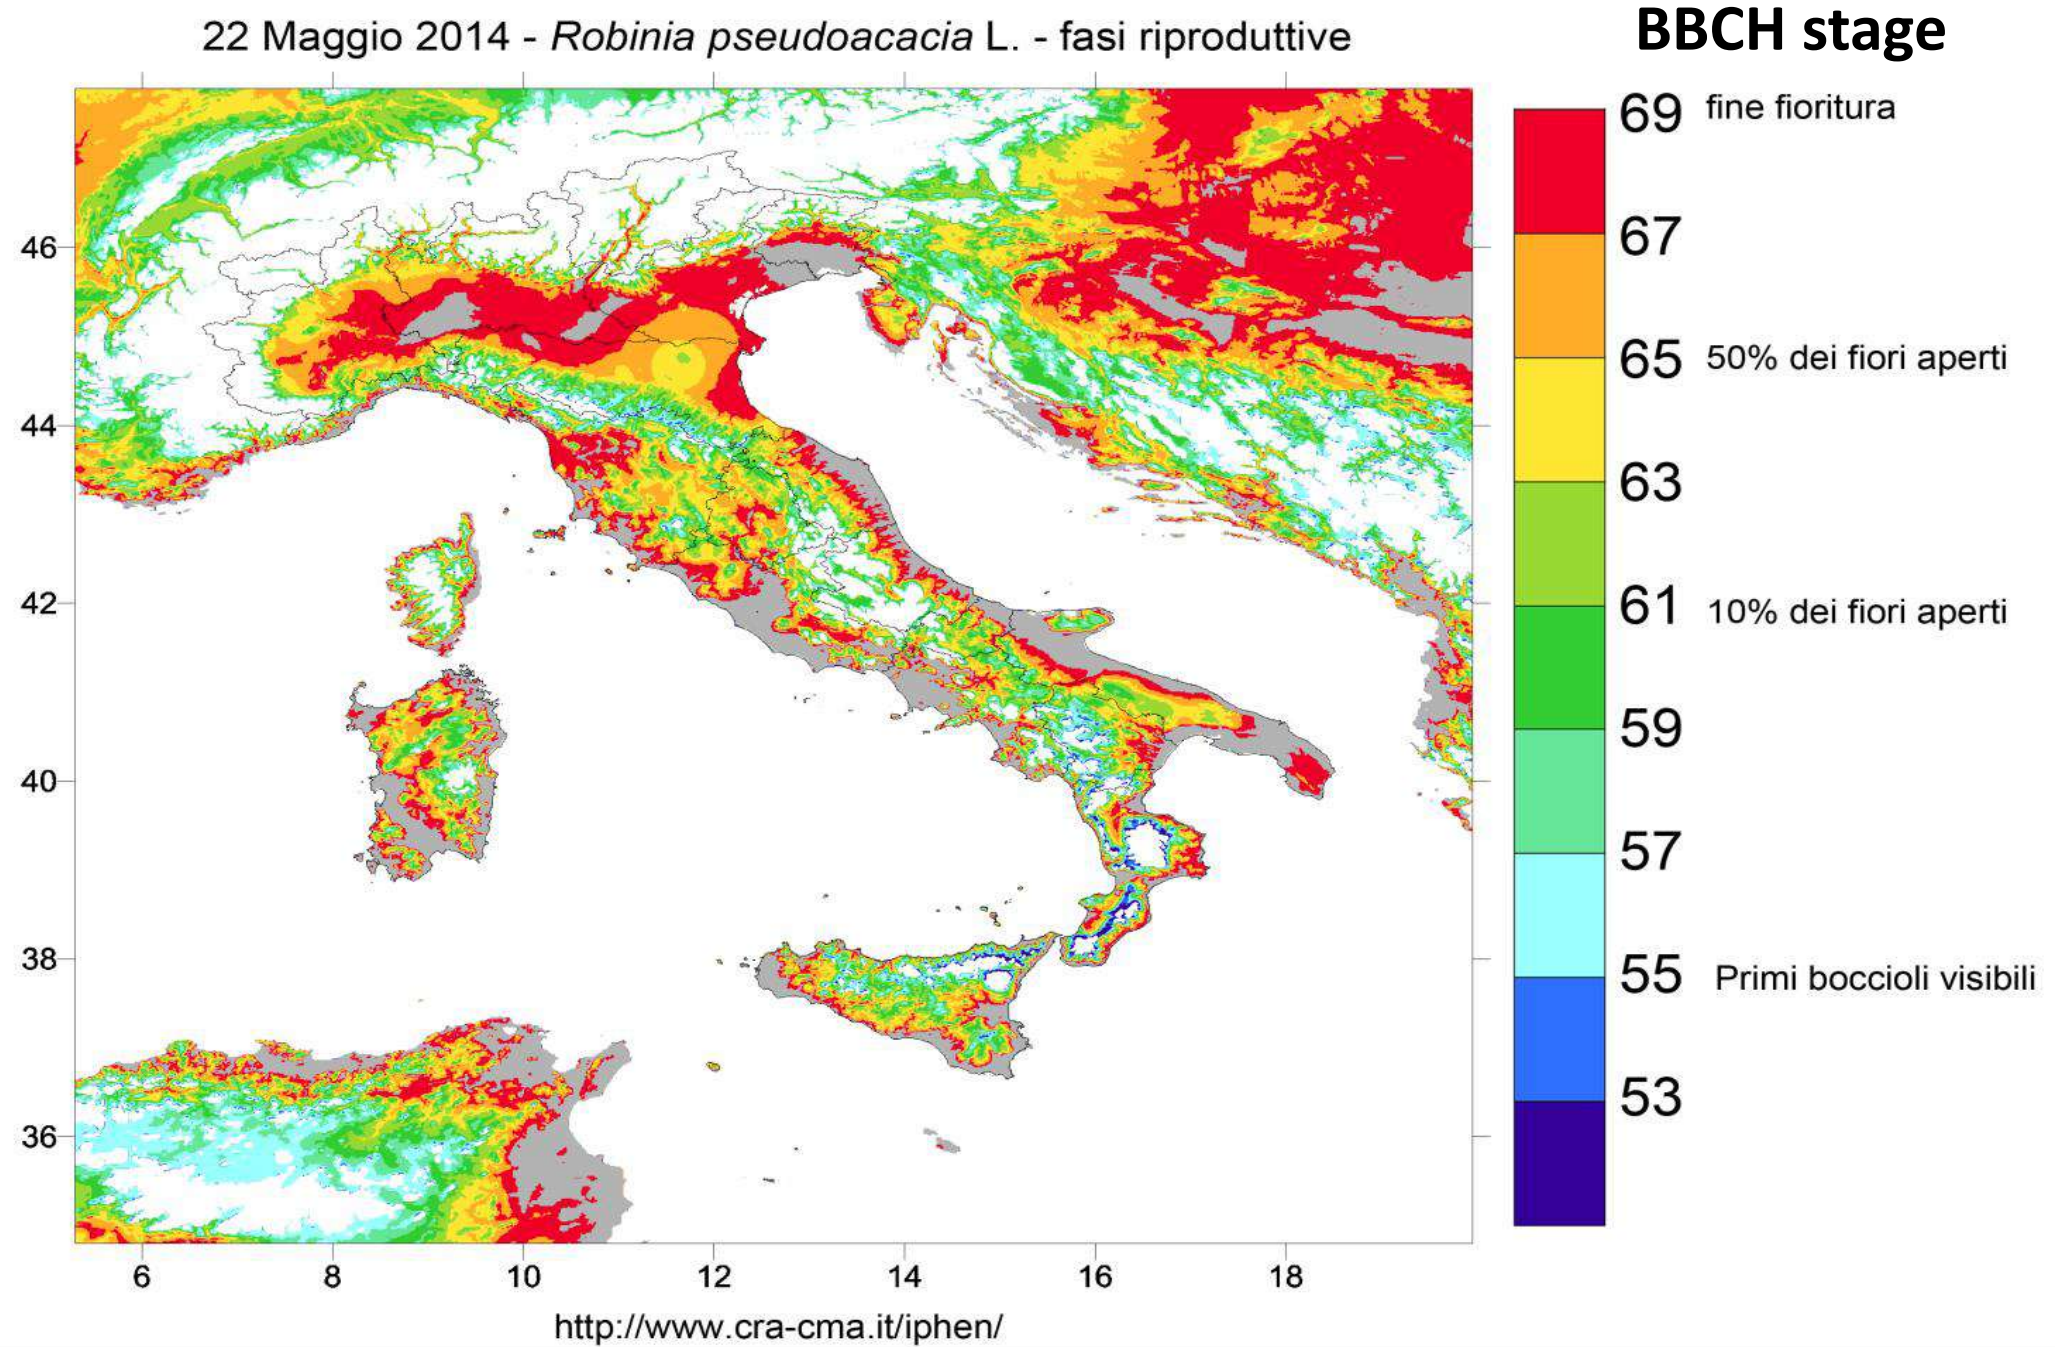 22 Maggio 2014 - Robinia pseudoacacia L. - fasi riproduttive
BBCH stage
69 fine fioritura
67
65 50% dei fiori aperti
63
61 10% dei fiori aperti
59
57
55 Primi boccioli visibili
53
46
44
42
40
38
36
6 8 10 12 14 16 18
http://www.cra-cma.it/iphen/